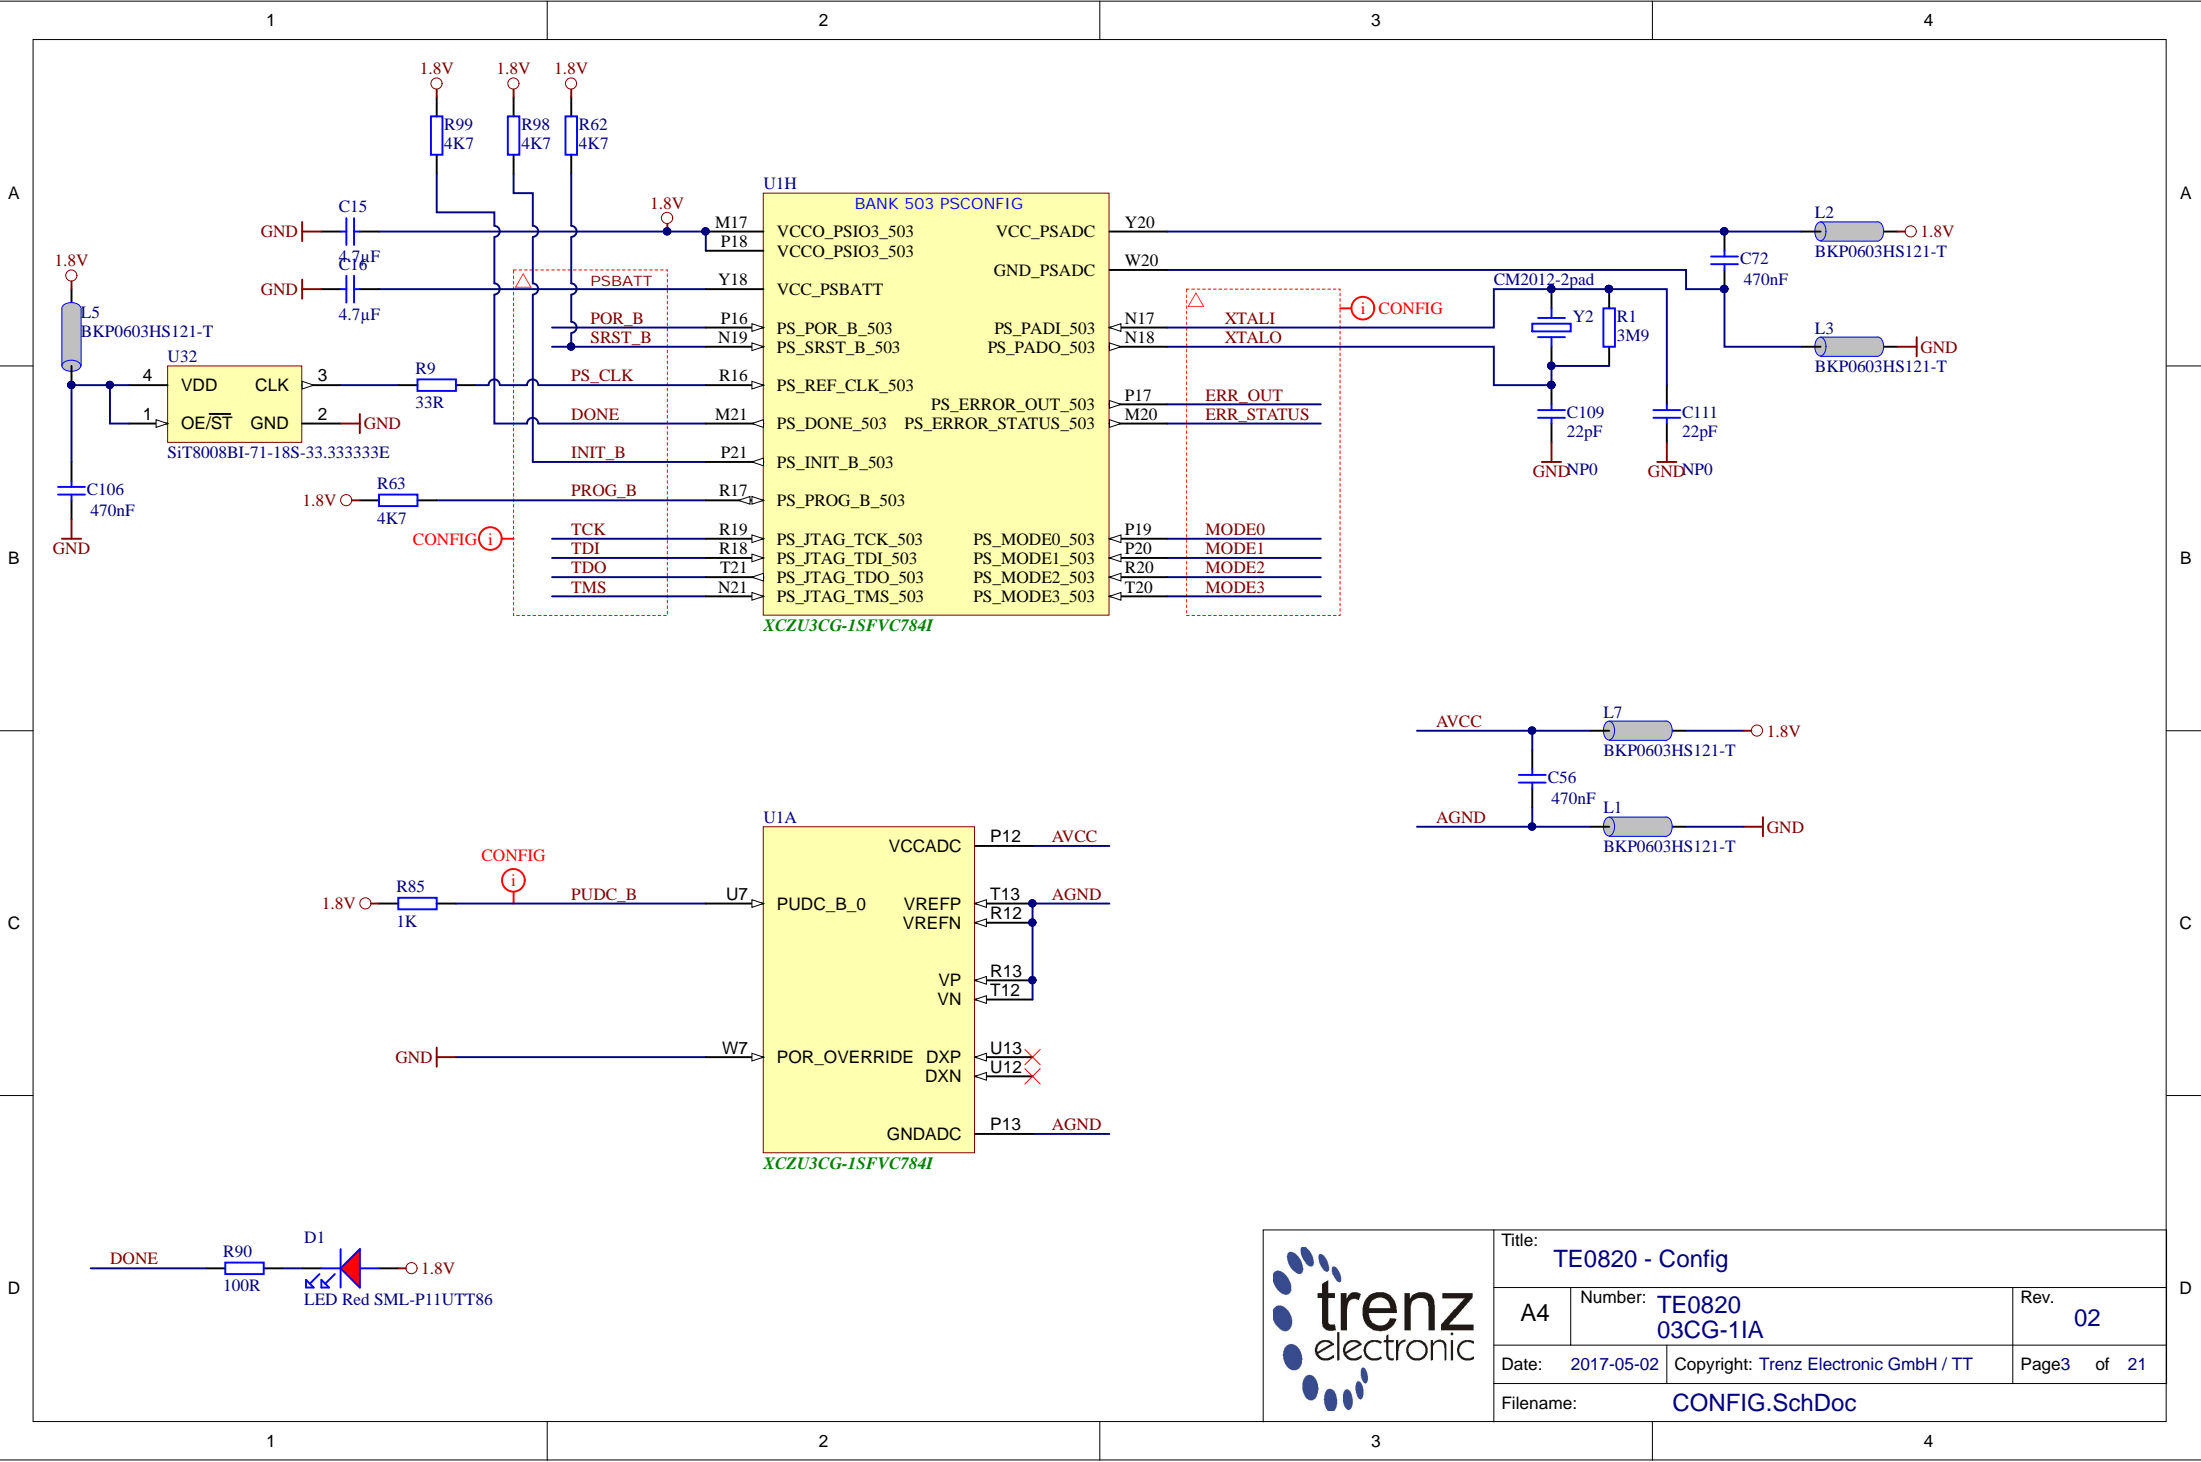 1 2 3 4
A
A
B
B
C
C
D
D
1.8V 1.8V 1.8V
R99
4K7
R98
4K7
R62
4K7
C15
GND
4.7µF
1.8V
C16
GND
4.7µF
PSBATT
1.8V
L5
BKP0603HS121-T
U32
4 VDD CLK 3
1 OE/ST GND 2
GND
SiT8008BI-71-18S-33.333333E
C106
470nF
GND
R9
33R
R63
1.8V
4K7
CONFIG
i
POR_B
SRST_B
PS_CLK
DONE
INIT_B
PROG_B
TCK
TDI
TDO
TMS
U1H
BANK 503 PSCONFIG
M17 VCCO_PSIO3_503
P18 VCCO_PSIO3_503
Y18 VCC_PSBATT
P16 PS_POR_B_503
N19 PS_SRST_B_503
R16 PS_REF_CLK_503
M21 PS_DONE_503
P21 PS_INIT_B_503
R17 PS_PROG_B_503
R19 PS_JTAG_TCK_503
R18 PS_JTAG_TDI_503
T21 PS_JTAG_TDO_503
N21 PS_JTAG_TMS_503
VCC_PSADC Y20
GND_PSADC W20
PS_PADI_503 N17 XTALI
PS_PADO_503 N18 XTALO
PS_ERROR_OUT_503 P17 ERR_OUT
PS_ERROR_STATUS_503 M20 ERR_STATUS
PS_MODE0_503 P19 MODE0
PS_MODE1_503 P20 MODE1
PS_MODE2_503 R20 MODE2
PS_MODE3_503 T20 MODE3
XCZU3CG-1SFVC784I
i CONFIG
CM2012-2pad
Y2
R1
3M9
C109
22pF
GND NP0
C111
22pF
GND NP0
L2
1.8V
BKP0603HS121-T
C72
470nF
L3
GND
BKP0603HS121-T
AVCC
L7
1.8V
BKP0603HS121-T
C56
470nF
AGND
L1
GND
BKP0603HS121-T
U1A
CONFIG
i
1.8V
R85
1K
PUDC_B
U7 PUDC_B_0
GND
W7 POR_OVERRIDE
VCCADC P12 AVCC
VREFP T13 AGND
VREFN R12
VP R13
VN T12
DXP U13
DXN U12
GNDADC P13 AGND
XCZU3CG-1SFVC784I
DONE
R90
100R
D1
1.8V
LED Red SML-P11UTT86
trenz
electronic
Title:
TE0820 - Config
A4
Number: TE0820
03CG-1IA
Rev.
02
Date: 2017-05-02 Copyright: Trenz Electronic GmbH / TT Page3 of 21
Filename: CONFIG.SchDoc
1 2 3 4